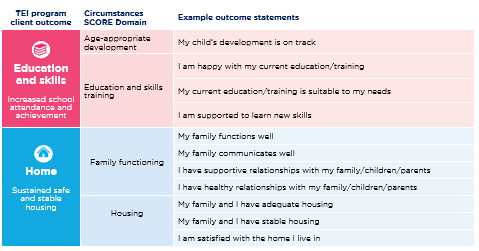 TEI program
client outcome
Circumstances
SCORE Domain
Example outcome statements
Education
and skills
Increased school
attendance and
achievement
Age-appropriate
development
My child's development is on track
Education and skills
training
I am happy with my current education/training
My current education/training is suitable to my needs
I am supported to learn new skills
Home
Sustained safe
and stable
housing
Family functioning
My family functions well
My family communicates well
I have supportive relationships with my family/children/parents
I have healthy relationships with my family/children/parents
Housing
My family and I have adequate housing
My family and I have stable housing
I am satisfied with the home I live in